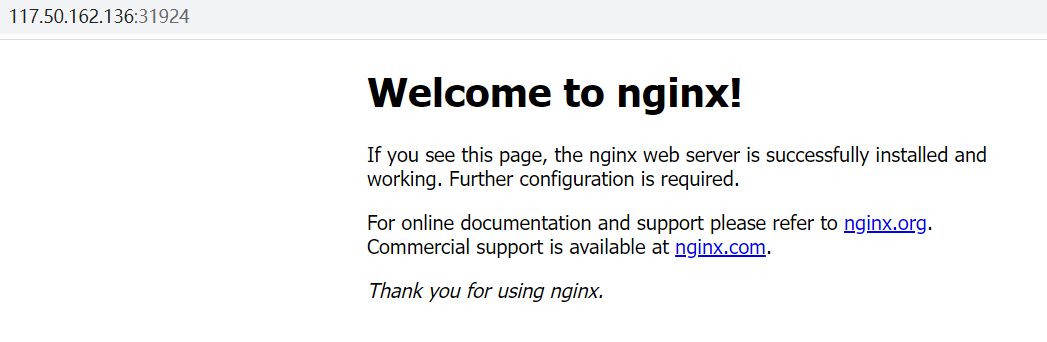 117.50.162.136:31924
Welcome to nginx!
If you see this page, the nginx web server is successfully installed and
working. Further configuration is required.
For online documentation and support please refer to nginx.org.
Commercial support is available at nginx.com.
Thank you for using nginx.